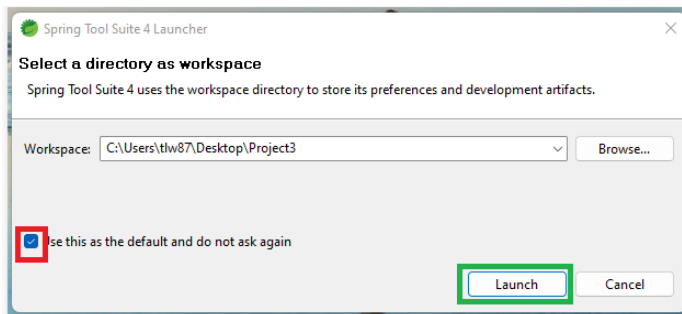 Spring Tool Suite 4 Launcher
Select a directory as workspace
Spring Tool Suite 4 uses the workspace directory to store its preferences and development artifacts.
Workspace: C:\Users\tlw87\Desktop\Project3 Browse...
Use this as the default and do not ask again
Launch Cancel